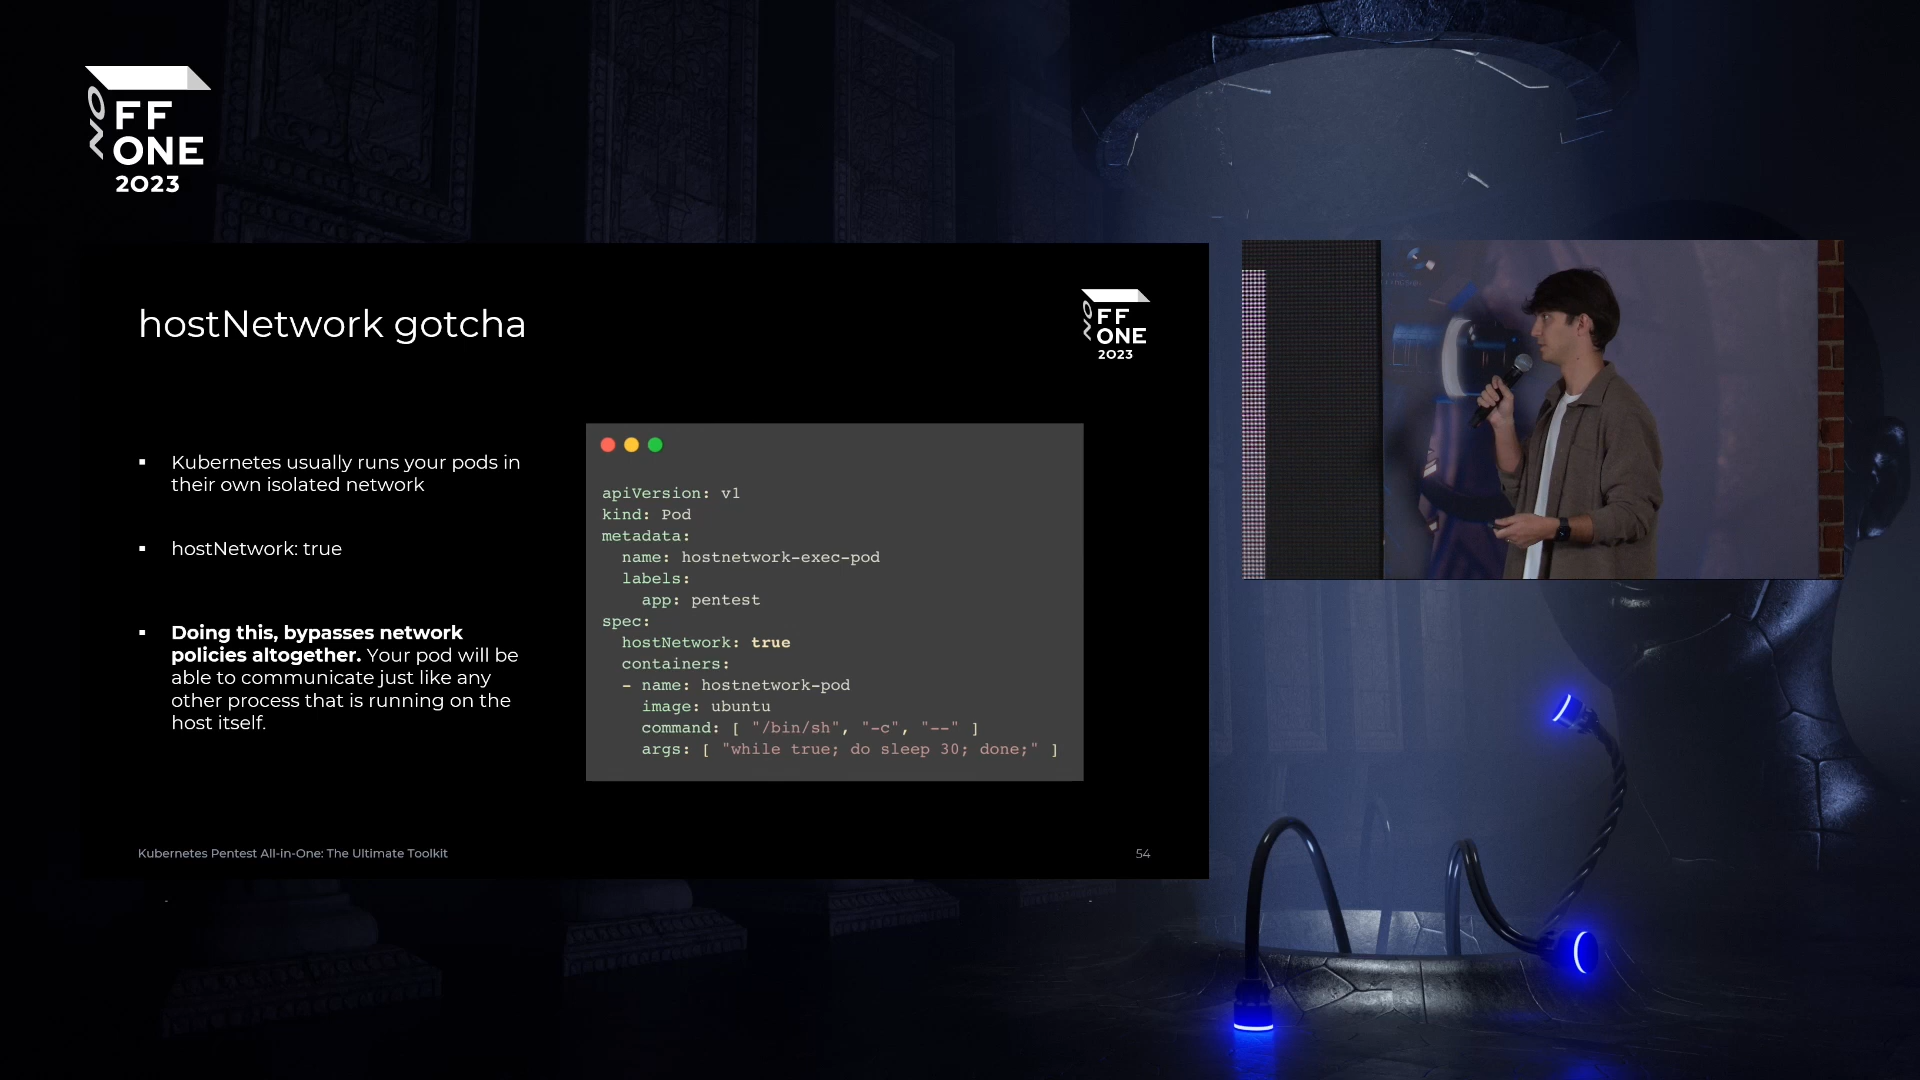 NO
FF
ONE
2023
hostNetwork gotcha
NO
FF
ONE
2023
▪ Kubernetes usually runs your pods in
their own isolated network
▪ hostNetwork: true
▪ Doing this, bypasses network
policies altogether. Your pod will be
able to communicate just like any
other process that is running on the
host itself.
apiVersion: v1
kind: Pod
metadata:
  name: hostnetwork-exec-pod
  labels:
    app: pentest
spec:
  hostNetwork: true
  containers:
  - name: hostnetwork-pod
    image: ubuntu
    command: [ "/bin/sh", "-c", "--" ]
    args: [ "while true; do sleep 30; done;" ]
Kubernetes Pentest All-in-One: The Ultimate Toolkit
54